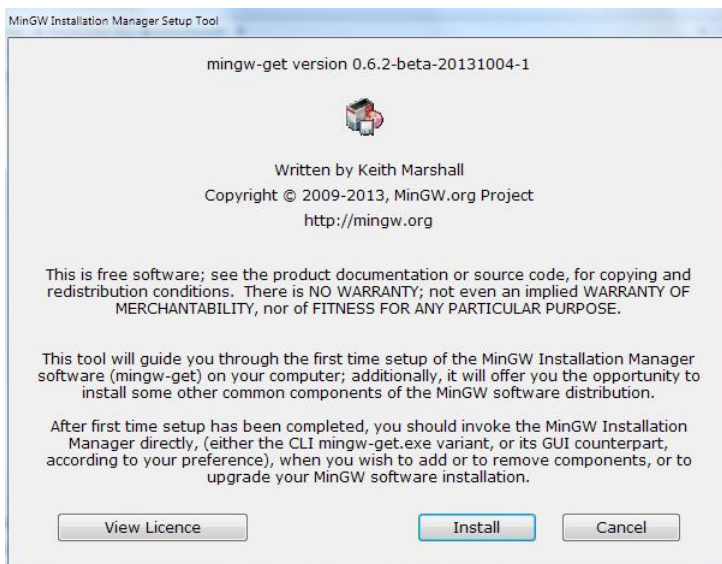 MinGW Installation Manager Setup Tool
mingw-get version 0.6.2-beta-20131004-1
Written by Keith Marshall
Copyright © 2009-2013, MinGW.org Project
http://mingw.org
This is free software; see the product documentation or source code, for copying and
redistribution conditions.  There is NO WARRANTY; not even an implied WARRANTY OF
MERCHANTABILITY, nor of FITNESS FOR ANY PARTICULAR PURPOSE.
This tool will guide you through the first time setup of the MinGW Installation Manager
software (mingw-get) on your computer; additionally, it will offer you the opportunity to
install some other common components of the MinGW software distribution.
After first time setup has been completed, you should invoke the MinGW Installation
Manager directly, (either the CLI mingw-get.exe variant, or its GUI counterpart,
according to your preference), when you wish to add or to remove components, or to
upgrade your MinGW software installation.
View Licence
Install
Cancel